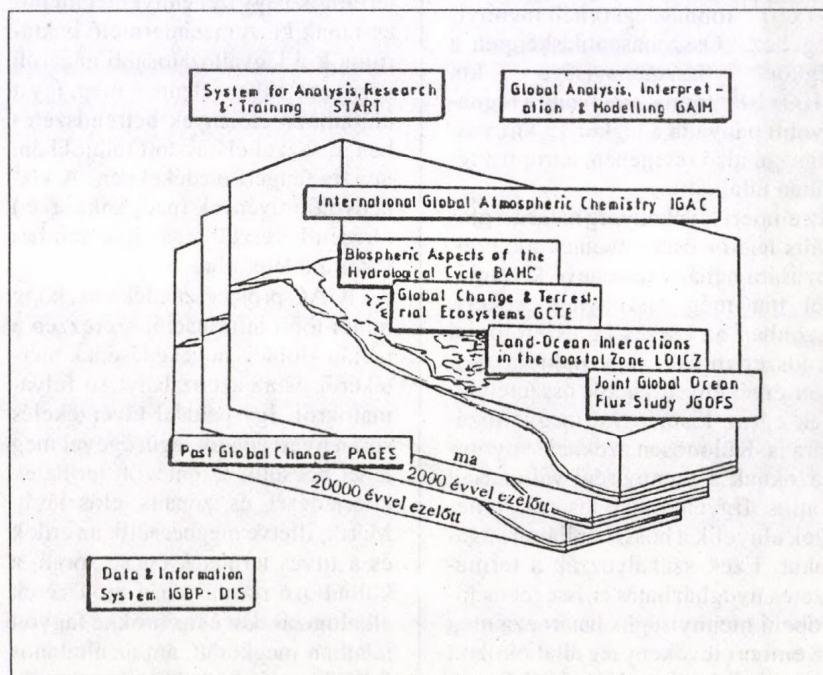 System for Analysis, Research
& Training START
Global Analysis, Interpret-
ation & Modelling GAIM
International Global Atmospheric Chemistry IGAC
Biospheric Aspects of the
Hydrological Cycle BAHC
Global Change & Terrest,
rial Ecosystems GCTE
Land-Ocean Interactions
in the Coastal Zone LOICZ
Joint Global Ocean
Flux Study JGOFS
Past Global Changes PAGES
ma
2000 évvel ezelőtt
20000 évvel ezelőtt
Data & Information
System IGBP-DIS